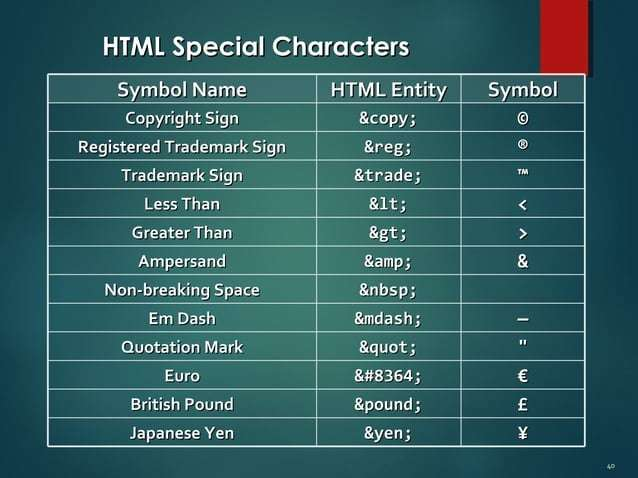 HTML Special Characters
Symbol Name HTML Entity Symbol
Copyright Sign &copy; ©
Registered Trademark Sign &reg; ®
Trademark Sign &trade; ™
Less Than &lt; <
Greater Than &gt; >
Ampersand &amp; &
Non-breaking Space &nbsp;
Em Dash &mdash; —
Quotation Mark &quot; "
Euro &#8364; €
British Pound &pound; £
Japanese Yen &yen; ¥
40